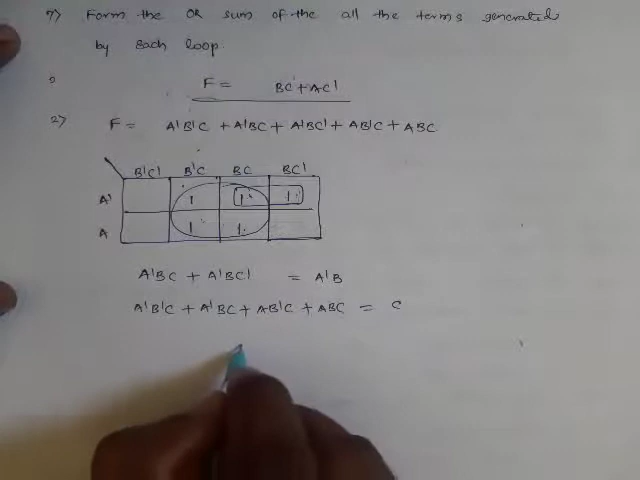 7) Form the OR sum of the all the terms generated
by each loop.
F = BC' + AC'
2) F = A'B'C + A'BC + A'BC' + AB'C + ABC
B'C' B'C BC BC'
A' 1 1 1
A 1 1
A'BC + A'BC' = A'B
A'B'C + A'BC + AB'C + ABC = C